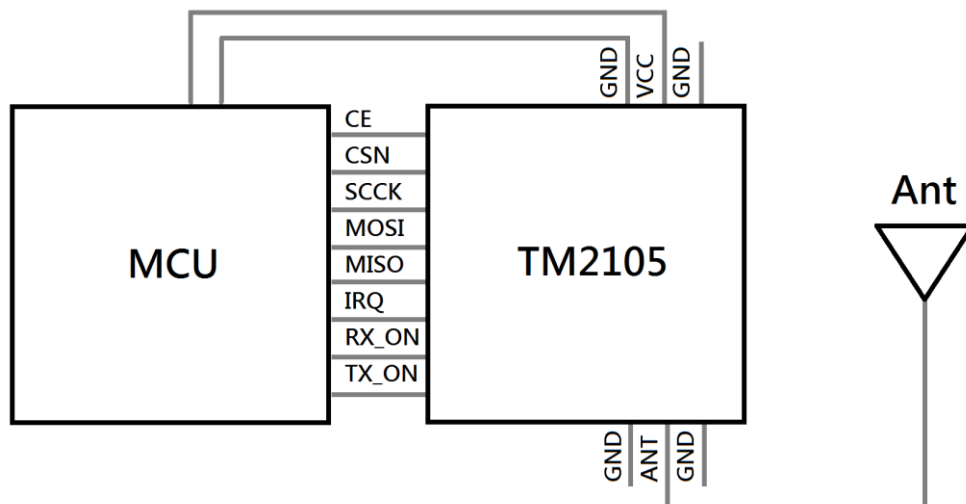 GND
VCC
GND
CE
CSN
SCCK
MOSI
MISO
IRQ
RX_ON
TX_ON
MCU
TM2105
Ant
GND
ANT
GND